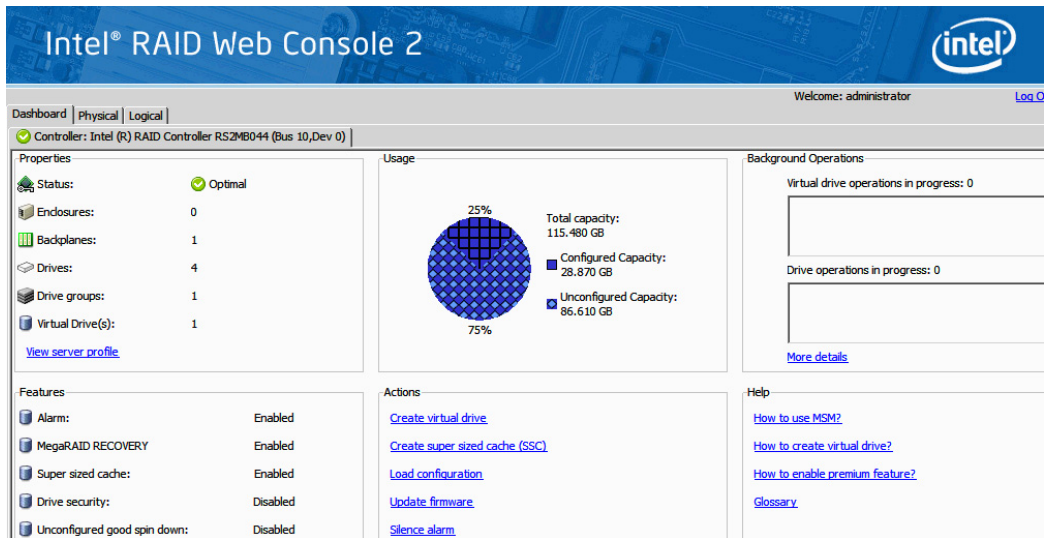 Intel® RAID Web Console 2
intel
Welcome: administrator
Log O
Dashboard Physical Logical
Controller: Intel (R) RAID Controller RS2MB044 (Bus 10,Dev 0)
Properties
Status: Optimal
Enclosures: 0
Backplanes: 1
Drives: 4
Drive groups: 1
Virtual Drive(s): 1
View server profile
Usage
25%
75%
Total capacity:
115.480 GB
Configured Capacity:
28.870 GB
Unconfigured Capacity:
86.610 GB
Background Operations
Virtual drive operations in progress: 0
Drive operations in progress: 0
More details
Features
Alarm: Enabled
MegaRAID RECOVERY Enabled
Super sized cache: Enabled
Drive security: Disabled
Unconfigured good spin down: Disabled
Actions
Create virtual drive
Create super sized cache (SSC)
Load configuration
Update firmware
Silence alarm
Help
How to use MSM?
How to create virtual drive?
How to enable premium feature?
Glossary